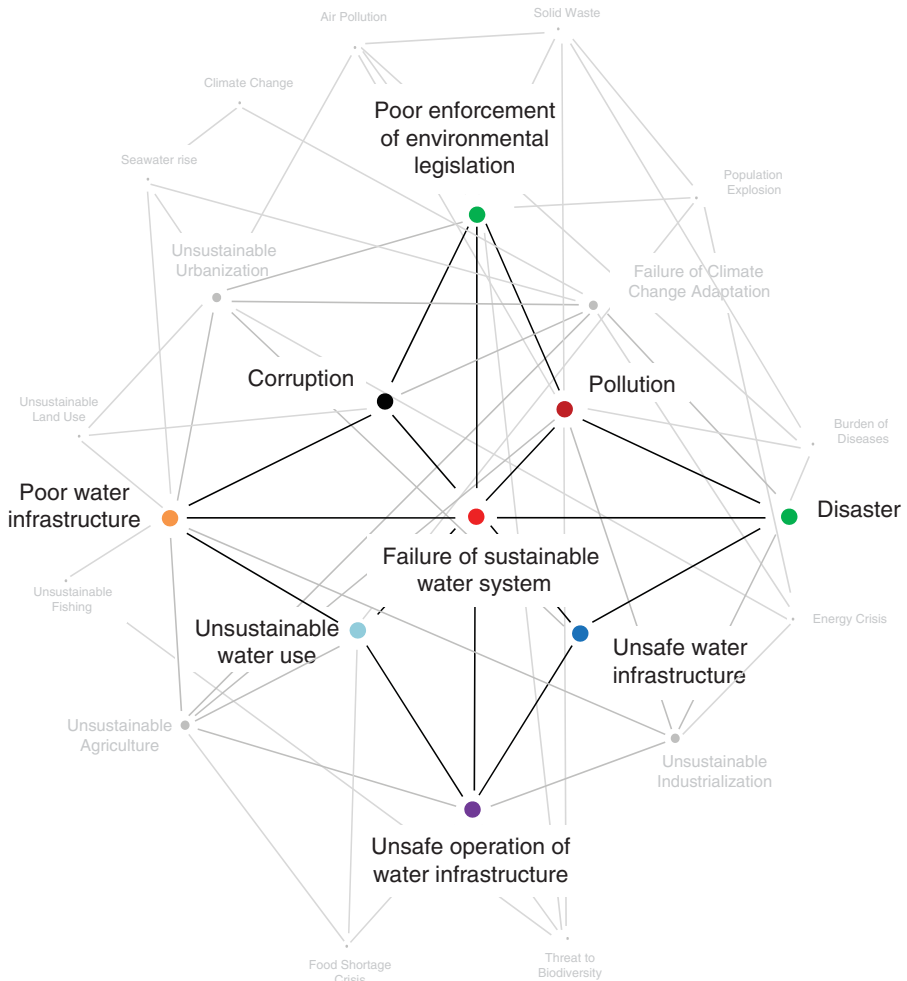 Solid Waste
Air Pollution
Climate Change
Poor enforcement
of environmental
legislation
Seawater rise
Population
Explosion
Unsustainable
Urbanization
Failure of Climate
Change Adaptation
Corruption
Pollution
Unsustainable
Land Use
Burden of
Diseases
Poor water
infrastructure
Disaster
Failure of sustainable
water system
Unsustainable
Fishing
Energy Crisis
Unsustainable
water use
Unsafe water
infrastructure
Unsustainable
Agriculture
Unsustainable
Industrialization
Unsafe operation of
water infrastructure
Food Shortage
Crisis
Threat to
Biodiversity